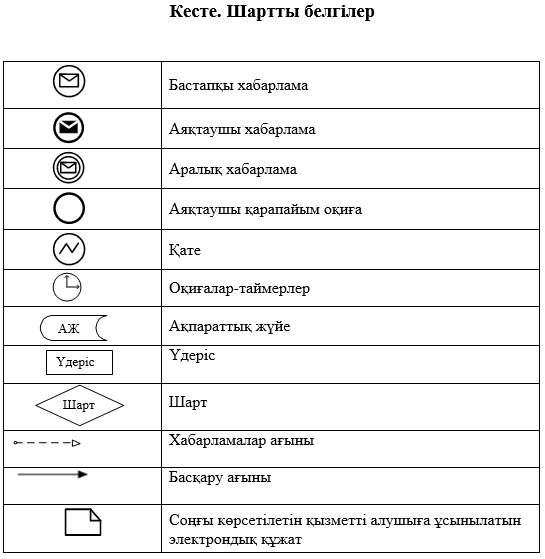 Кесте. Шартты белгілер
Бастапқы хабарлама
Аяқтаушы хабарлама
Аралық хабарлама
Аяқтаушы қарапайым оқиға
Қате
Оқиғалар-таймерлер
АЖ
Ақпараттық жүйе
Үдеріс
Үдеріс
Шарт
Шарт
Хабарламалар ағыны
Басқару ағыны
Соңғы көрсетілетін қызметті алушыға ұсынылатын
электрондық құжат